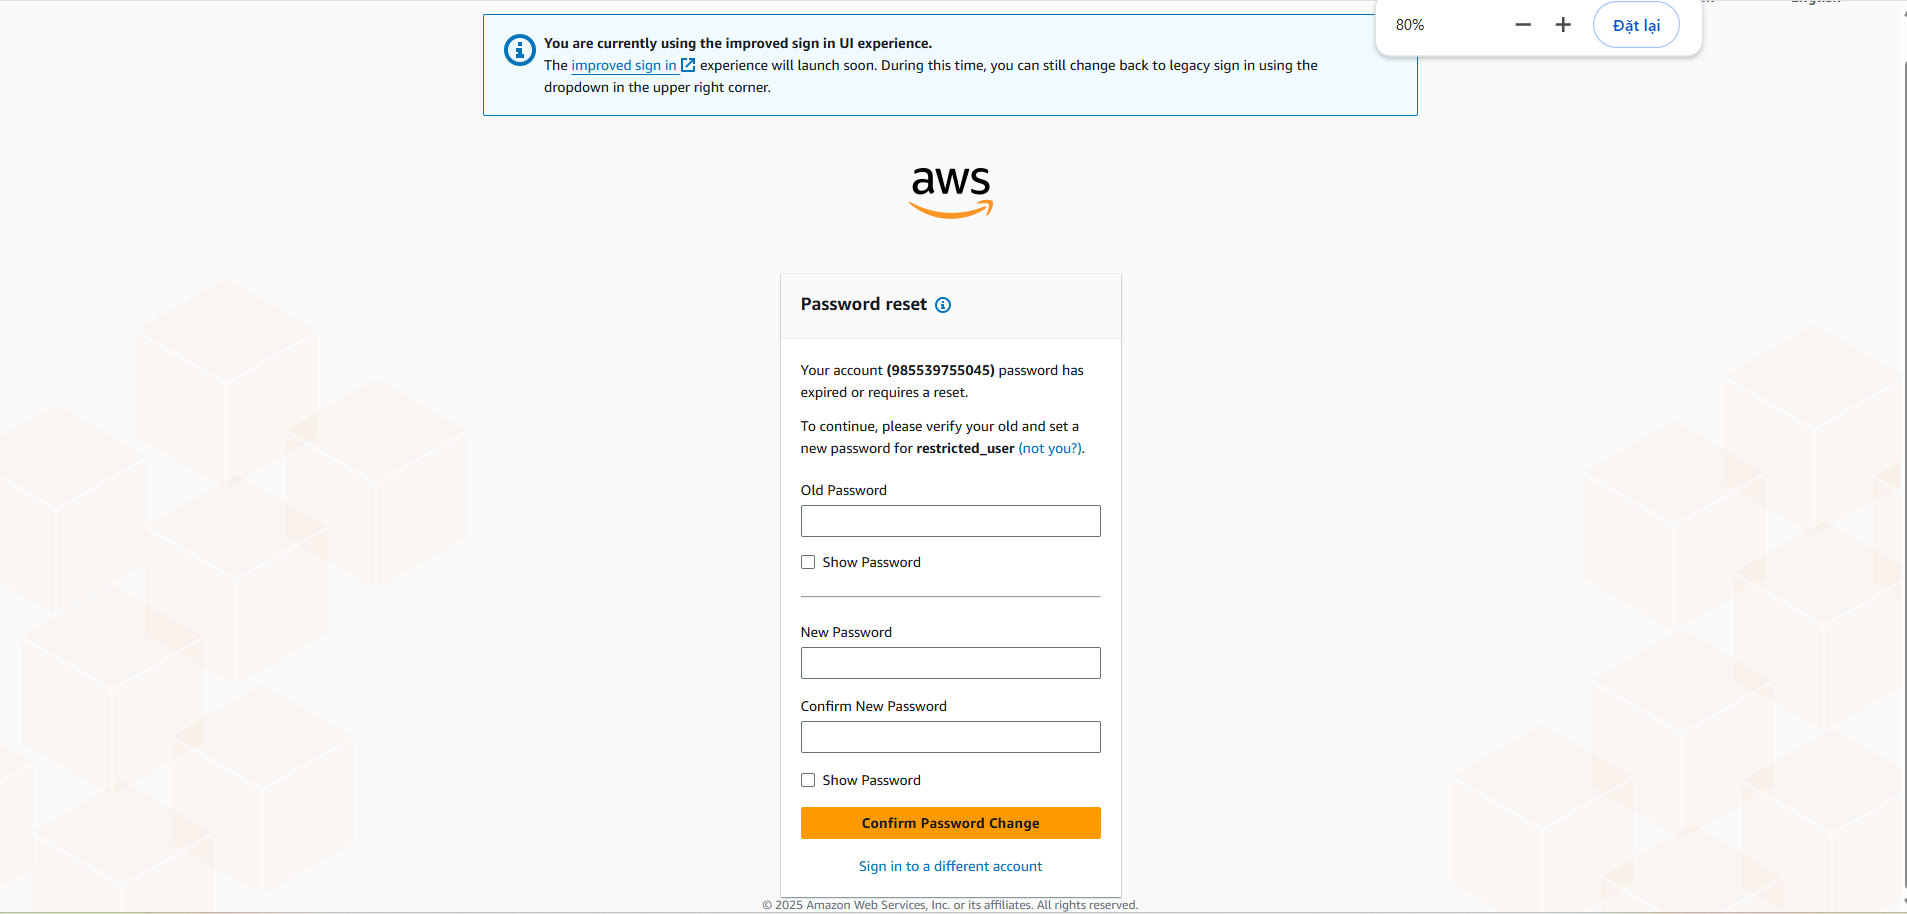 80%
Đặt lại
You are currently using the improved sign in UI experience.
The improved sign in experience will launch soon. During this time, you can still change back to legacy sign in using the
dropdown in the upper right corner.
aws
Password reset
Your account (985539755045) password has
expired or requires a reset.
To continue, please verify your old and set a
new password for restricted_user (not you?).
Old Password
Show Password
New Password
Confirm New Password
Show Password
Confirm Password Change
Sign in to a different account
© 2025 Amazon Web Services, Inc. or its affiliates. All rights reserved.